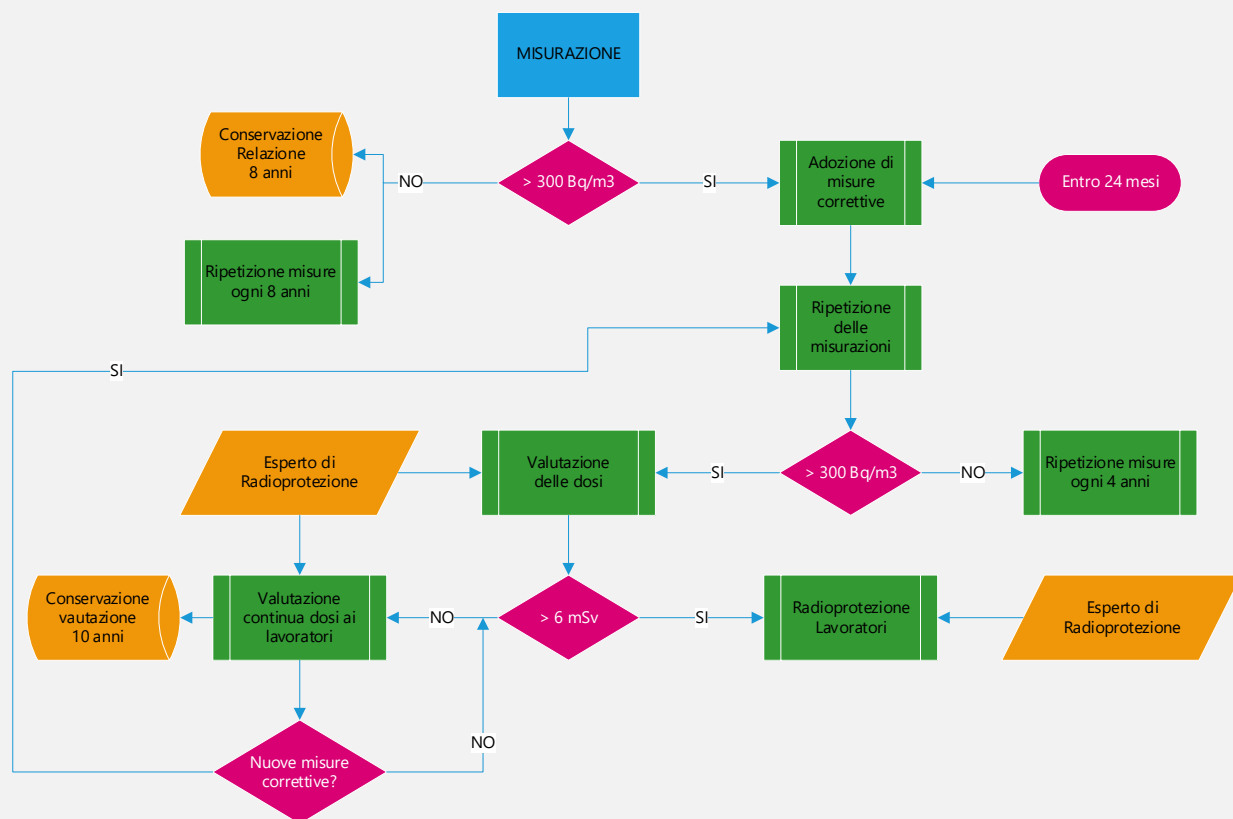 MISURAZIONE
Conservazione
Relazione
8 anni
NO
> 300 Bq/m3
SI
Adozione di
misure
correttive
Entro 24 mesi
Ripetizione misure
ogni 8 anni
Ripetizione
delle
misurazioni
SI
Esperto di
Radioprotezione
Valutazione
delle dosi
SI
> 300 Bq/m3
NO
Ripetizione misure
ogni 4 anni
Conservazione
vautazione
10 anni
Valutazione
continua dosi ai
lavoratori
NO
> 6 mSv
SI
Radioprotezione
Lavoratori
Esperto di
Radioprotezione
NO
Nuove misure
correttive?